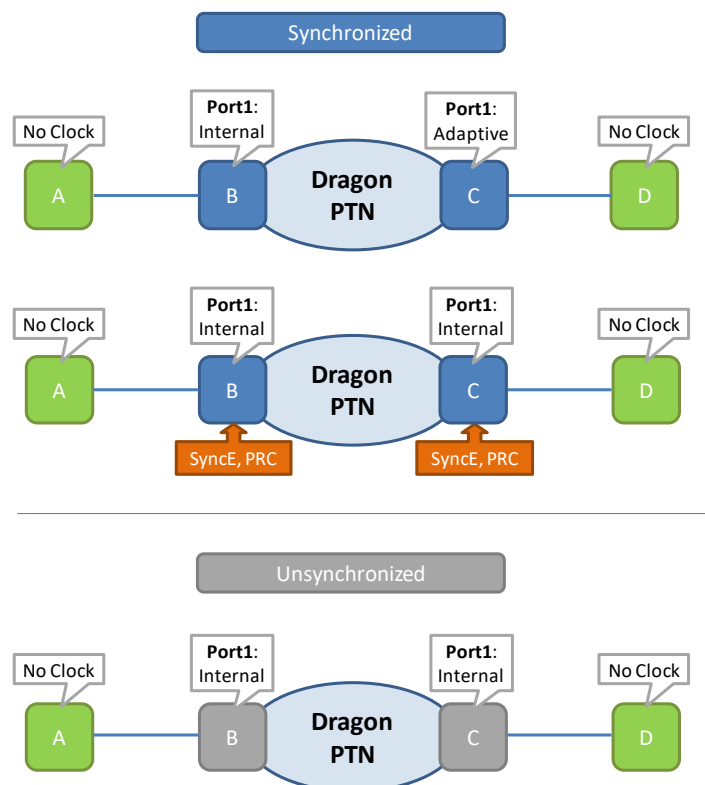 Synchronized
No Clock
Port1:
Internal
Port1:
Adaptive
No Clock
A
B
Dragon
PTN
C
D
No Clock
Port1:
Internal
Port1:
Internal
No Clock
A
B
Dragon
PTN
C
D
SyncE, PRC
SyncE, PRC
Unsynchronized
No Clock
Port1:
Internal
Port1:
Internal
No Clock
A
B
Dragon
PTN
C
D